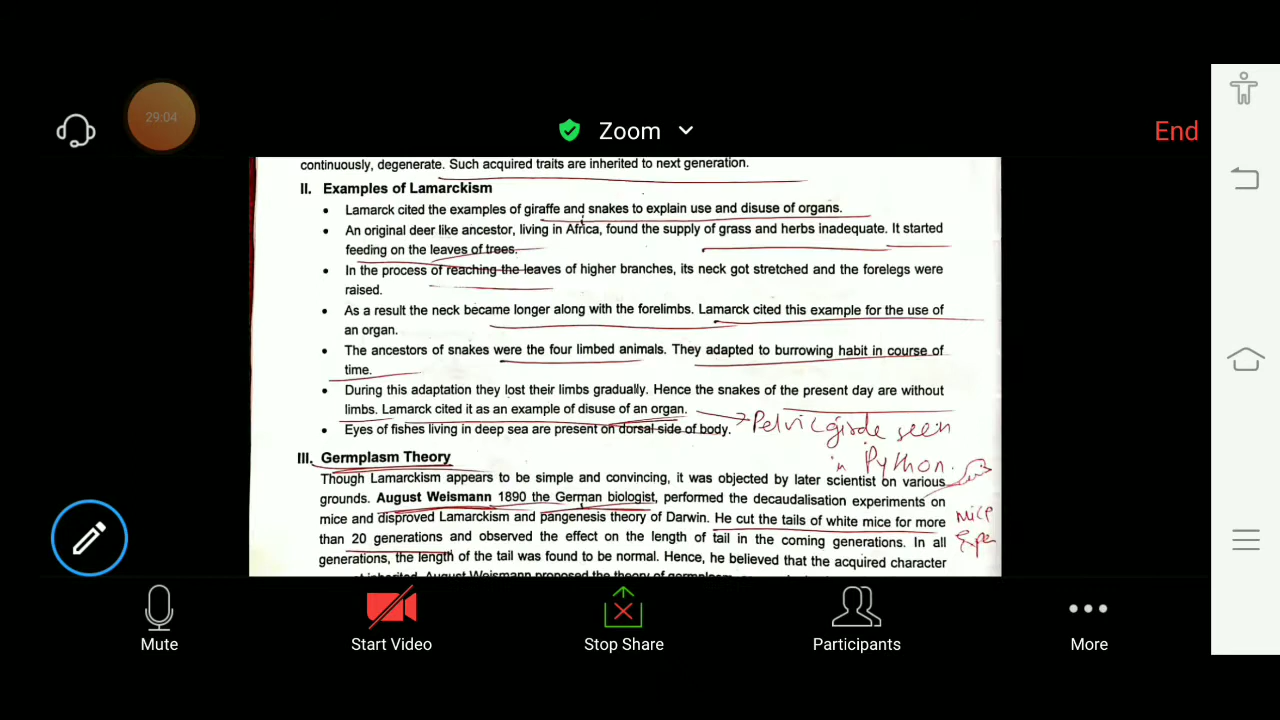 29:04
Zoom
End
continuously, degenerate. Such acquired traits are inherited to next generation.
II. Examples of Lamarckism
• Lamarck cited the examples of giraffe and snakes to explain use and disuse of organs.
• An original deer like ancestor, living in Africa, found the supply of grass and herbs inadequate. It started
feeding on the leaves of trees.
• In the process of reaching the leaves of higher branches, its neck got stretched and the forelegs were
raised.
• As a result the neck became longer along with the forelimbs. Lamarck cited this example for the use of
an organ.
• The ancestors of snakes were the four limbed animals. They adapted to burrowing habit in course of
time.
• During this adaptation they lost their limbs gradually. Hence the snakes of the present day are without
limbs. Lamarck cited it as an example of disuse of an organ.
• Eyes of fishes living in deep sea are present on dorsal side of body.
Pelvic girdle seen
in Python.
III. Germplasm Theory
Though Lamarckism appears to be simple and convincing, it was objected by later scientist on various
grounds. August Weismann 1890 the German biologist, performed the decaudalisation experiments on
mice and disproved Lamarckism and pangenesis theory of Darwin. He cut the tails of white mice for more
than 20 generations and observed the effect on the length of tail in the coming generations. In all
generations, the length of the tail was found to be normal. Hence, he believed that the acquired character
inherited. August Weismann proposed the theory of germplasm
mice
Expe
Mute
Start Video
Stop Share
Participants
More